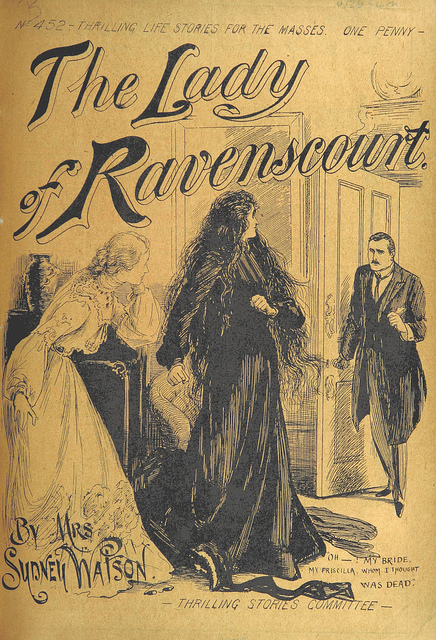 Nº 452 - THRILLING LIFE STORIES FOR THE MASSES. ONE PENNY -
The Lady
of Ravenscourt.
By Mrs
Sydney Watson.
"OH — ! MY BRIDE,
MY PRISCILLA, WHOM I THOUGHT
WAS DEAD."
- THRILLING STORIES COMMITTEE -